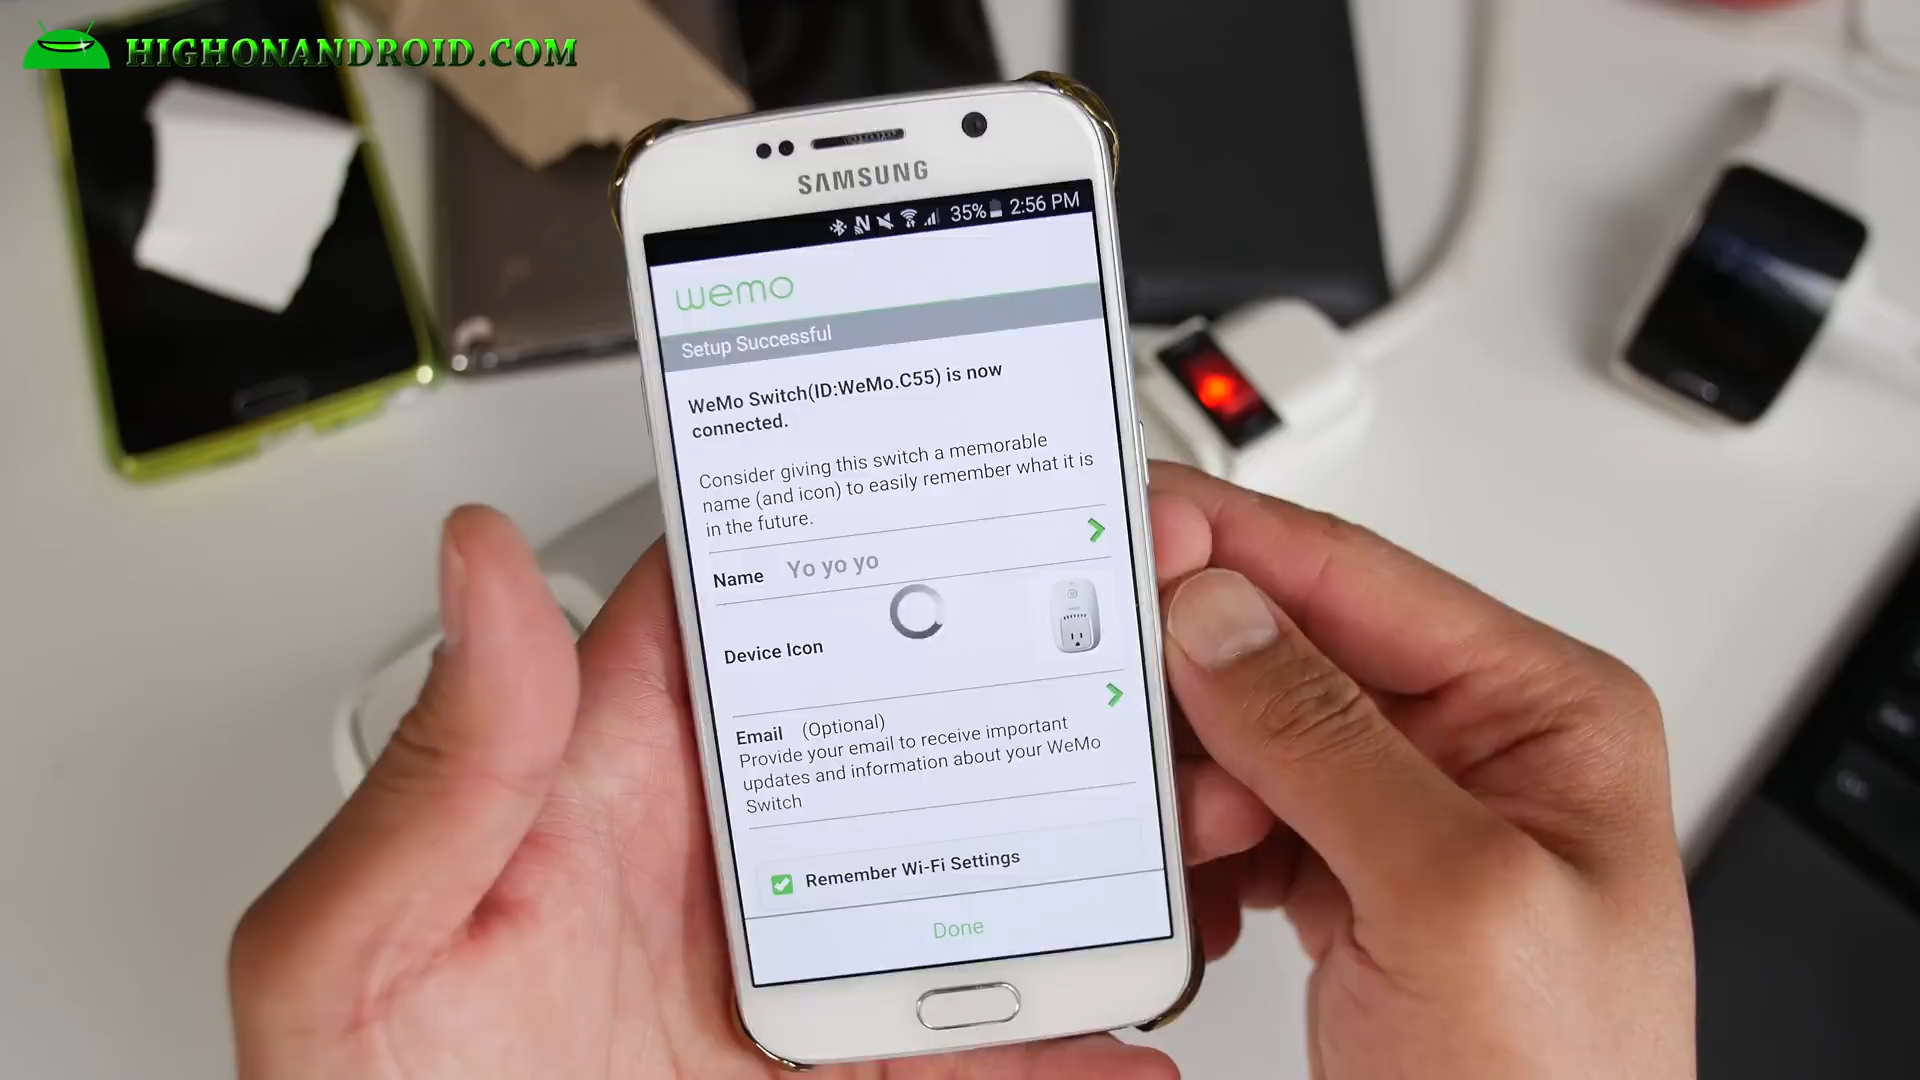 HIGHONANDROID.COM
SAMSUNG
35% 2:56 PM
wemo
Setup Successful
WeMo Switch(ID:WeMo.C55) is now
connected.
Consider giving this switch a memorable
name (and icon) to easily remember what it is
in the future.
Name Yo yo yo
Device Icon
Email (Optional)
Provide your email to receive important
updates and information about your WeMo
Switch
Remember Wi-Fi Settings
Done